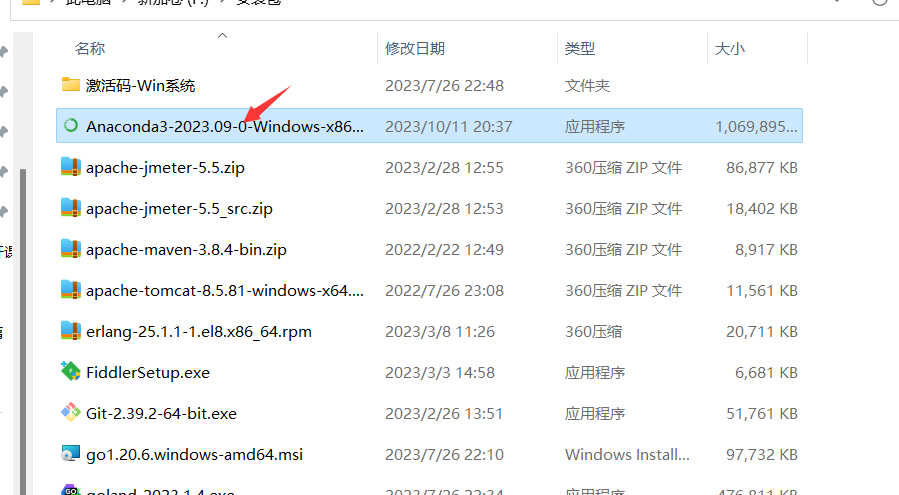 此电脑 新加卷 (F:) 安装包
名称 修改日期 类型 大小
激活码-Win系统 2023/7/26 22:48 文件夹
Anaconda3-2023.09-0-Windows-x86... 2023/10/11 20:37 应用程序 1,069,895...
apache-jmeter-5.5.zip 2023/2/28 12:55 360压缩 ZIP 文件 86,877 KB
apache-jmeter-5.5_src.zip 2023/2/28 12:53 360压缩 ZIP 文件 18,402 KB
apache-maven-3.8.4-bin.zip 2022/2/22 12:49 360压缩 ZIP 文件 8,917 KB
apache-tomcat-8.5.81-windows-x64.... 2022/7/26 23:08 360压缩 ZIP 文件 11,561 KB
erlang-25.1.1-1.el8.x86_64.rpm 2023/3/8 11:26 360压缩 20,711 KB
FiddlerSetup.exe 2023/3/3 14:58 应用程序 6,681 KB
Git-2.39.2-64-bit.exe 2023/2/26 13:51 应用程序 51,761 KB
go1.20.6.windows-amd64.msi 2023/7/26 22:10 Windows Install... 97,732 KB
goland-2023.1.4.exe 2023/7/26 22:34 应用程序 476,811 KB